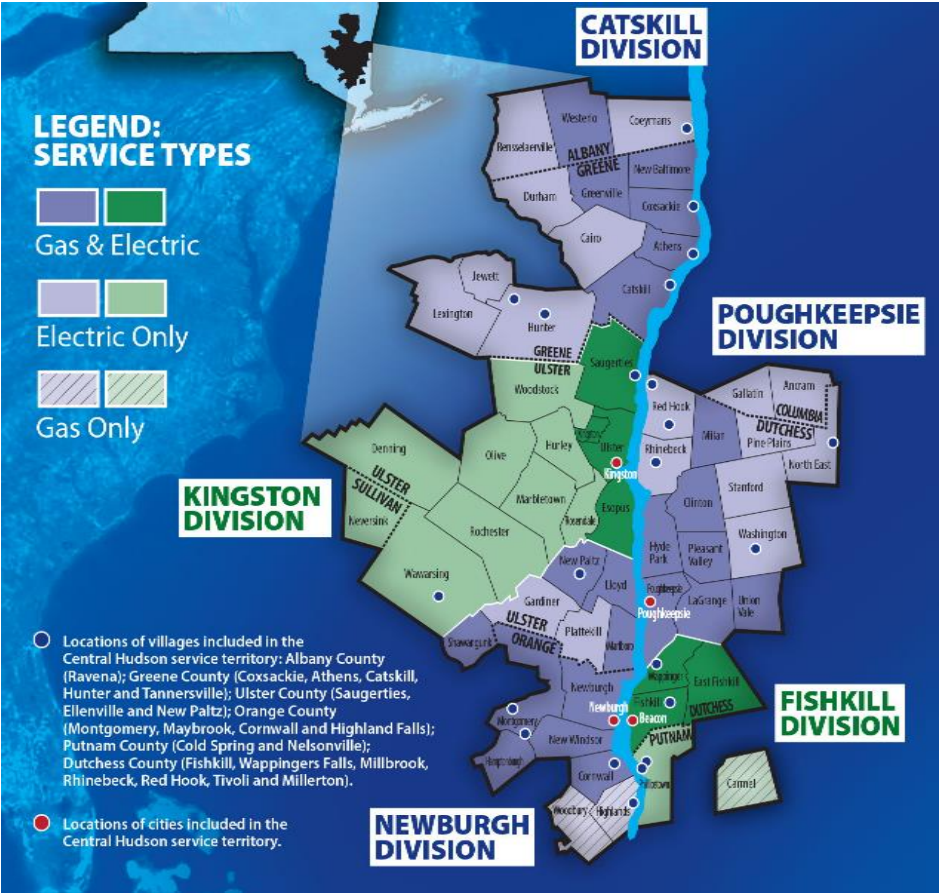 CATSKILL
DIVISION
LEGEND:
SERVICE TYPES
Gas & Electric
Electric Only
Gas Only
Westerlo
Coeymans
Rensselaerville
ALBANY
GREENE
New Baltimore
Durham
Greenville
Coxsackie
Cairo
Athens
Jewett
Catskill
Lexington
Hunter
GREENE
ULSTER
POUGHKEEPSIE
DIVISION
Saugerties
Woodstock
Gallatin
Ancram
Red Hook
COLUMBIA
DUTCHESS
Milan
Pine Plains
Denning
Olive
Hurley
Kingston
Ulster
Rhinebeck
North East
Kingston
ULSTER
SULLIVAN
Stanford
KINGSTON
DIVISION
Marbletown
Clinton
Neversink
Rochester
Rosendale
Esopus
Washington
Hyde
Park
Pleasant
Valley
Wawarsing
New Paltz
Lloyd
Poughkeepsie
LaGrange
Union
Vale
Gardiner
Poughkeepsie
ULSTER
ORANGE
Plattekill
Shawangunk
Marlboro
Wappinger
East Fishkill
Newburgh
Fishkill
DUTCHESS
FISHKILL
DIVISION
Montgomery
Newburgh
Beacon
New Windsor
PUTNAM
Cornwall
Carmel
Woodbury
Highlands
NEWBURGH
DIVISION
Locations of villages included in the
Central Hudson service territory: Albany County
(Ravena); Greene County (Coxsackie, Athens, Catskill,
Hunter and Tannersville); Ulster County (Saugerties,
Ellenville and New Paltz); Orange County
(Montgomery, Maybrook, Cornwall and Highland Falls);
Putnam County (Cold Spring and Nelsonville);
Dutchess County (Fishkill, Wappingers Falls, Millbrook,
Rhinebeck, Red Hook, Tivoli and Millerton).
Locations of cities included in the
Central Hudson service territory.